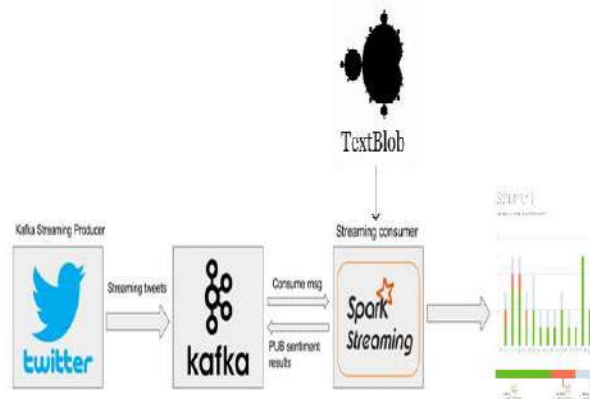 TextBlob
Kafka Streaming Producer
Streaming consumer
Streaming tweets
Consume msg
PUB sentiment
results
twitter
kafka
Spark
Streaming